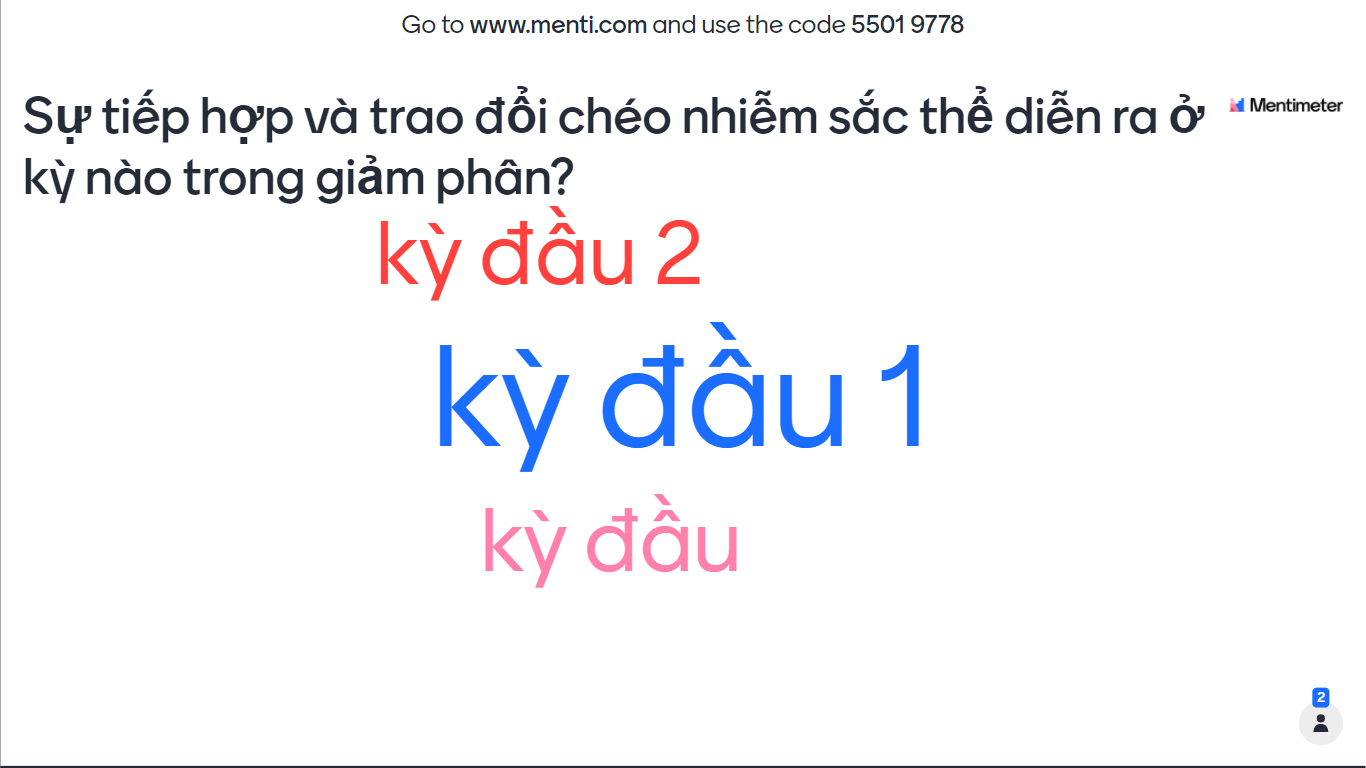 Go to www.menti.com and use the code 5501 9778
Sự tiếp hợp và trao đổi chéo nhiễm sắc thể diễn ra ở
kỳ nào trong giảm phân?
Mentimeter
kỳ đầu 2
kỳ đầu 1
kỳ đầu
2